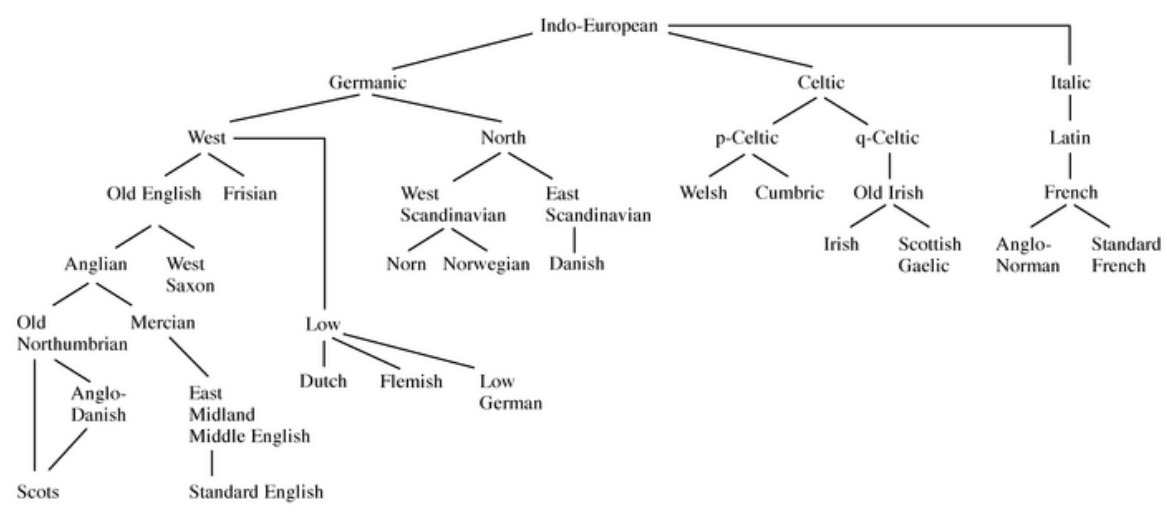 Indo-European
Germanic
Celtic
Italic
West
North
p-Celtic
q-Celtic
Latin
Old English
Frisian
West
Scandinavian
East
Scandinavian
Welsh
Cumbric
Old Irish
French
Anglian
West
Saxon
Norn
Norwegian
Danish
Irish
Scottish
Gaelic
Anglo-
Norman
Standard
French
Old
Northumbrian
Mercian
Low
Anglo-
Danish
East
Midland
Middle English
Dutch
Flemish
Low
German
Scots
Standard English